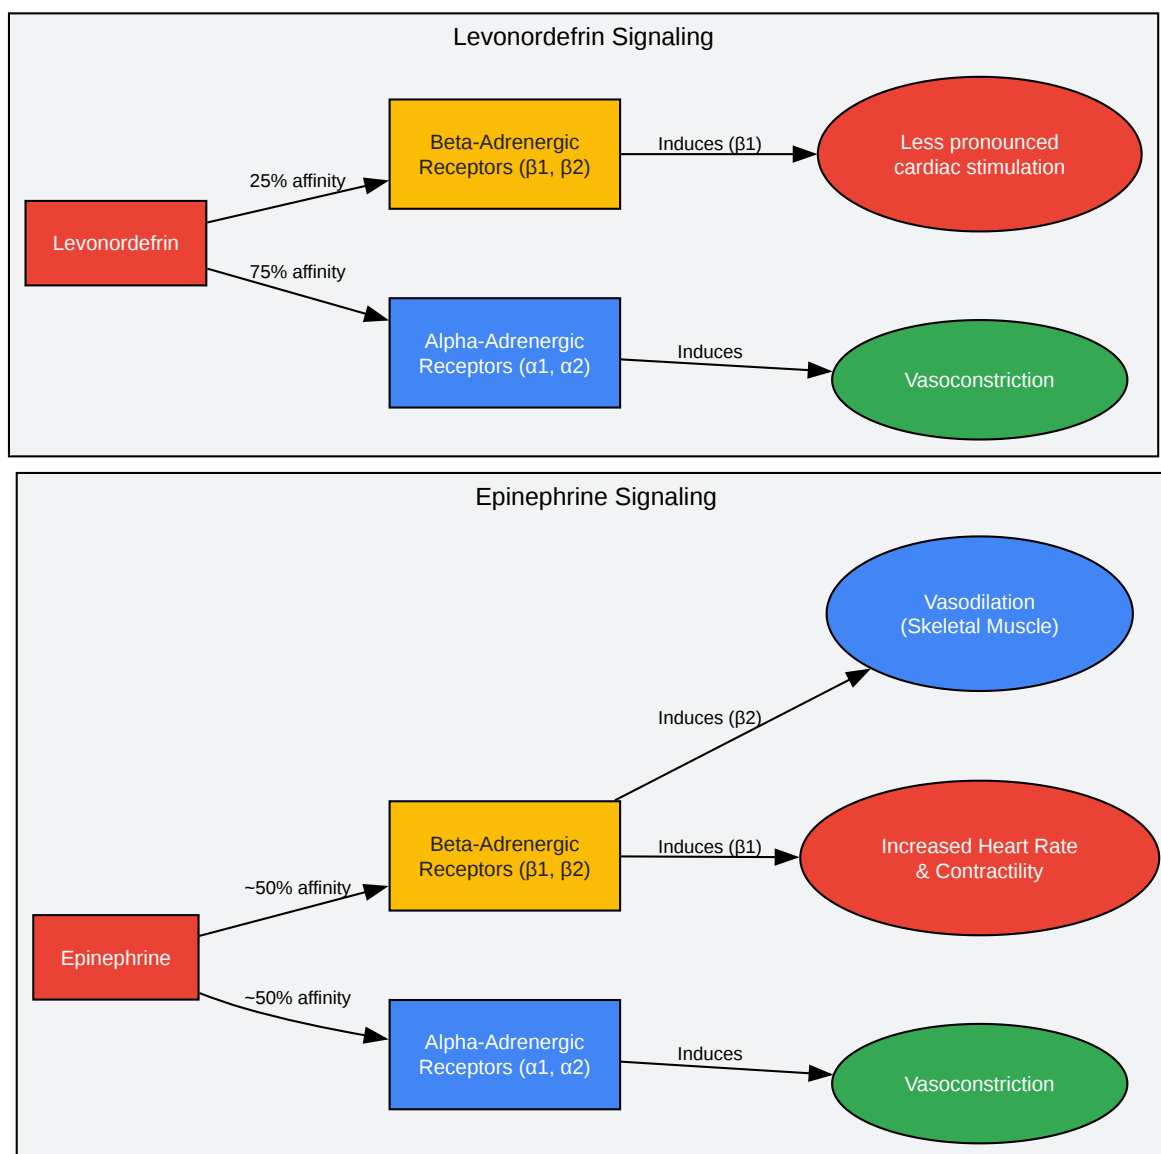 Levonordefrin Signaling
Levonordefrin
25% affinity
75% affinity
Beta-Adrenergic
Receptors (β1, β2)
Induces (β1)
Less pronounced
cardiac stimulation
Alpha-Adrenergic
Receptors (α1, α2)
Induces
Vasoconstriction
Epinephrine Signaling
Epinephrine
~50% affinity
~50% affinity
Beta-Adrenergic
Receptors (β1, β2)
Induces (β2)
Vasodilation
(Skeletal Muscle)
Induces (β1)
Increased Heart Rate
& Contractility
Alpha-Adrenergic
Receptors (α1, α2)
Induces
Vasoconstriction